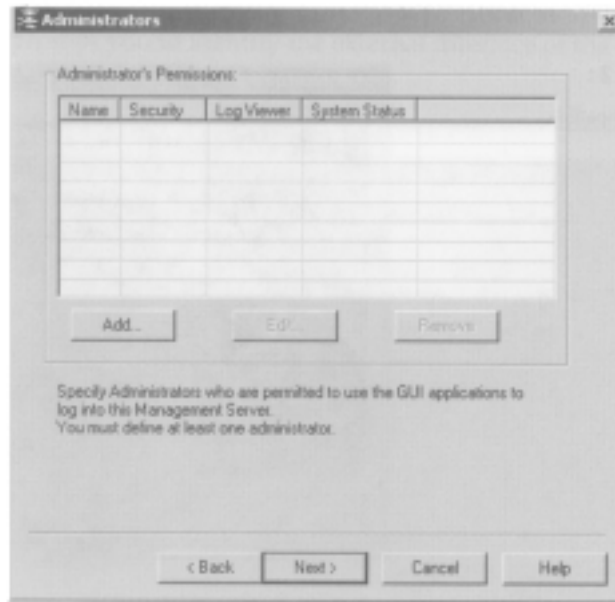 Administrators
Administrator's Permissions:
Name Security Log Viewer System Status
Add... Edit... Remove
Specify Administrators who are permitted to use the GUI applications to
log into this Management Server.
You must define at least one administrator.
< Back Next > Cancel Help